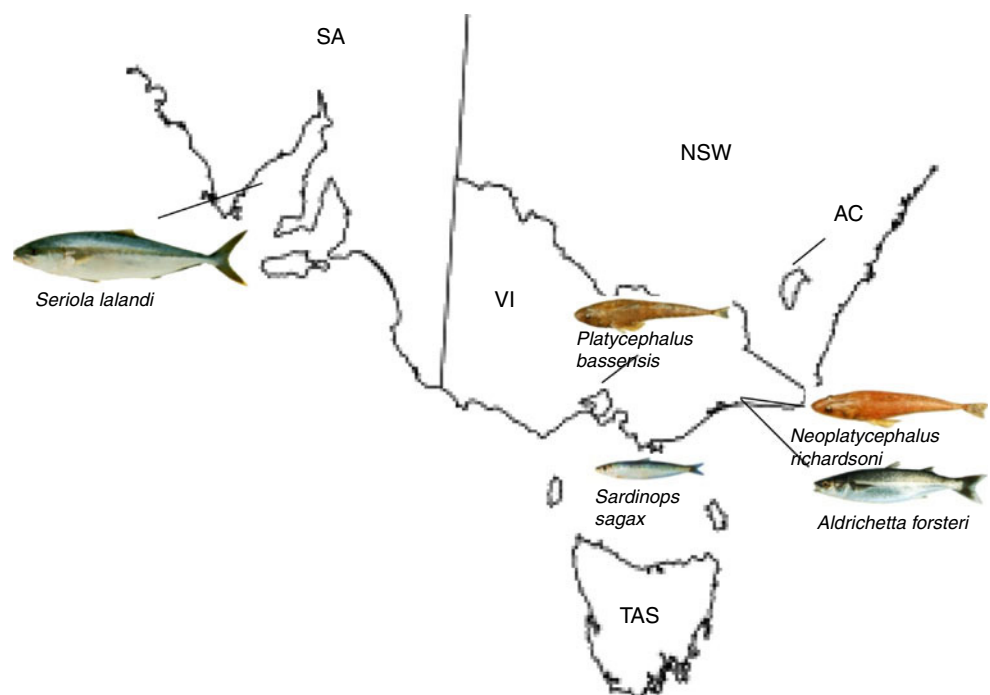 SA
NSW
AC
Seriola lalandi
VI
Platycephalus
bassensis
Neoplatycephalus
richardsoni
Sardinops
sagax
Aldrichetta forsteri
TAS